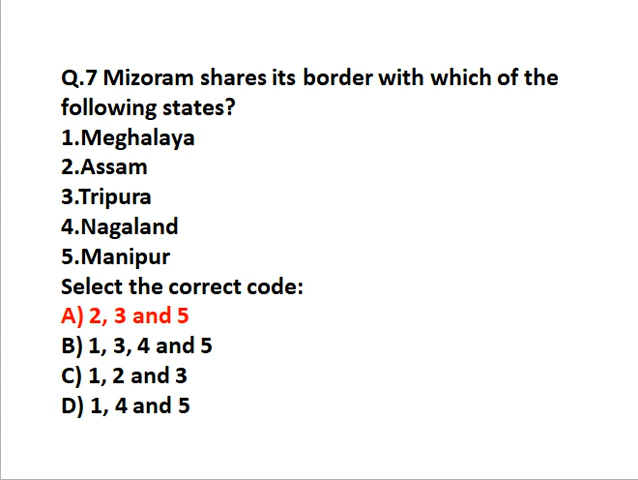 Q.7 Mizoram shares its border with which of the
following states?
1.Meghalaya
2.Assam
3.Tripura
4.Nagaland
5.Manipur
Select the correct code:
A) 2, 3 and 5
B) 1, 3, 4 and 5
C) 1, 2 and 3
D) 1, 4 and 5